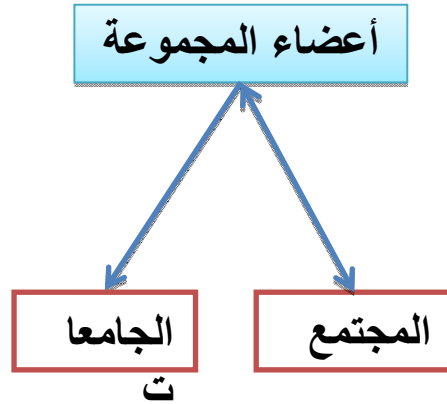 أعضاء المجموعة
المجتمع
الجامعا
ت